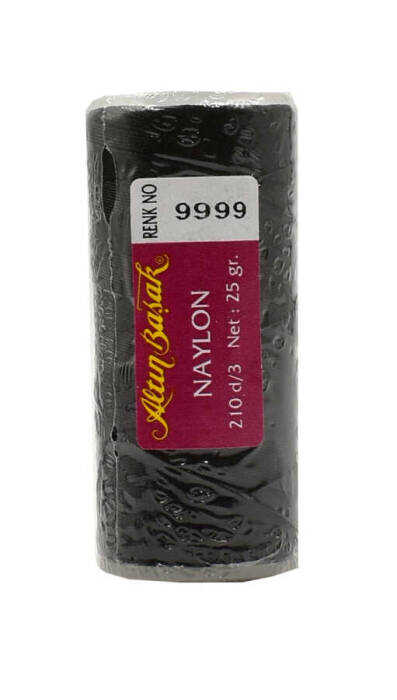 RENK NO
9999
Altın Başak®
NAYLON
210 d/3 Net : 25 gr.